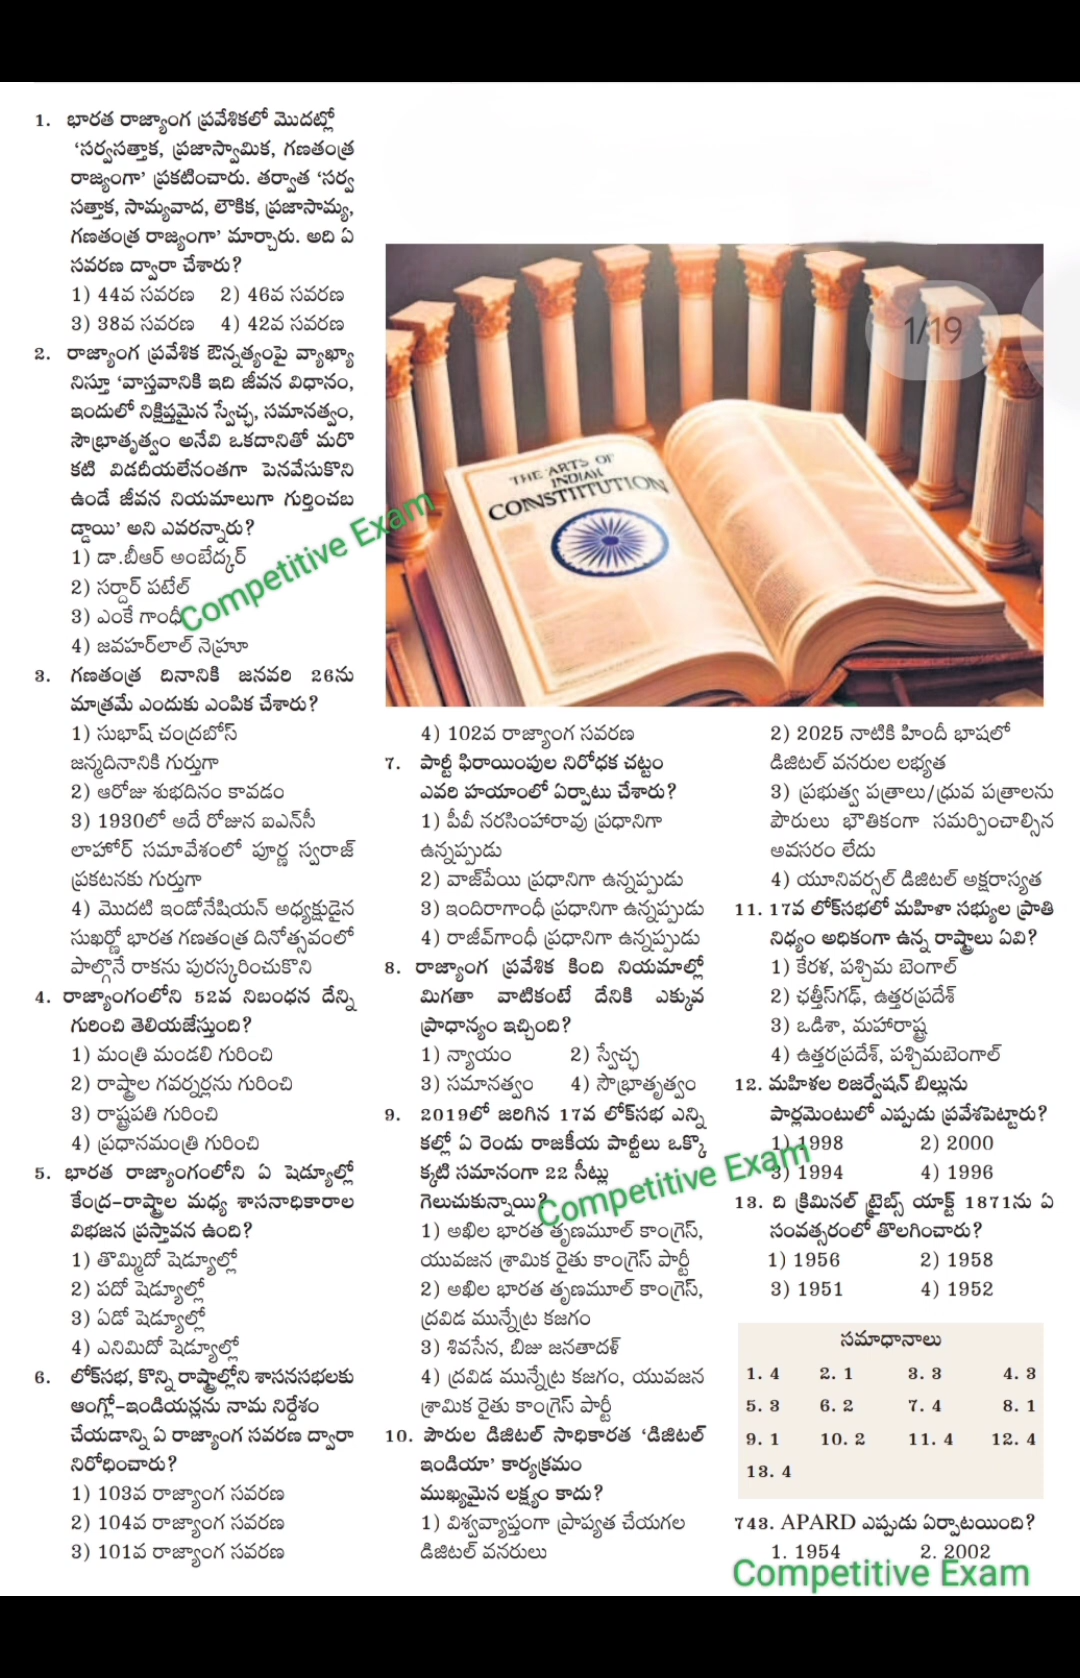 1. భారత రాజ్యాంగ ప్రవేశికలో మొదట్లో
'సర్వసత్తాక, ప్రజాస్వామిక, గణతంత్ర
రాజ్యంగా' ప్రకటించారు. తర్వాత 'సర్వ
సత్తాక, సామ్యవాద, లౌకిక, ప్రజాసామ్య,
గణతంత్ర రాజ్యంగా' మార్చారు. అది ఏ
సవరణ ద్వారా చేశారు?
1) 44వ సవరణ 2) 46వ సవరణ
3) 38వ సవరణ 4) 42వ సవరణ
2. రాజ్యాంగ ప్రవేశిక ఔన్నత్యంపై వ్యాఖ్యా
నిస్తూ 'వాస్తవానికి ఇది జీవన విధానం,
ఇందులో నిక్షిప్తమైన స్వేచ్ఛ, సమానత్వం,
సౌభ్రాతృత్వం అనేవి ఒకదానితో మరొ
కటి విడదీయలేనంతగా పెనవేసుకొని
ఉండే జీవన నియమాలుగా గుర్తించబ
డ్డాయి' అని ఎవరన్నారు?
1) డా.బీఆర్ అంబేద్కర్
2) సర్దార్ పటేల్
3) ఎంకే గాంధీ
4) జవహర్‌లాల్ నెహ్రూ
3. గణతంత్ర దినానికి జనవరి 26ను
మాత్రమే ఎందుకు ఎంపిక చేశారు?
1) సుభాష్ చంద్రబోస్
జన్మదినానికి గుర్తుగా
2) ఆరోజు శుభదినం కావడం
3) 1930లో అదే రోజున ఐఎన్‌సీ
లాహోర్ సమావేశంలో పూర్ణ స్వరాజ్
ప్రకటనకు గుర్తుగా
4) మొదటి ఇండోనేషియన్ అధ్యక్షుడైన
సుఖర్ణో భారత గణతంత్ర దినోత్సవంలో
పాల్గొనే రాకను పురస్కరించుకొని
4. రాజ్యాంగంలోని 52వ నిబంధన దేన్ని
గురించి తెలియజేస్తుంది?
1) మంత్రి మండలి గురించి
2) రాష్ట్రాల గవర్నర్లను గురించి
3) రాష్ట్రపతి గురించి
4) ప్రధానమంత్రి గురించి
5. భారత రాజ్యాంగంలోని ఏ షెడ్యూల్లో
కేంద్ర-రాష్ట్రాల మధ్య శాసనాధికారాల
విభజన ప్రస్తావన ఉంది?
1) తొమ్మిదో షెడ్యూల్లో
2) పదో షెడ్యూల్లో
3) ఏడో షెడ్యూల్లో
4) ఎనిమిదో షెడ్యూల్లో
6. లోక్‌సభ, కొన్ని రాష్ట్రాల్లోని శాసనసభలకు
ఆంగ్లో-ఇండియన్లను నామ నిర్దేశం
చేయడాన్ని ఏ రాజ్యాంగ సవరణ ద్వారా
నిరోధించారు?
1) 103వ రాజ్యాంగ సవరణ
2) 104వ రాజ్యాంగ సవరణ
3) 101వ రాజ్యాంగ సవరణ
1/19
THE ARTS OF
INDIAN
CONSTITUTION
4) 102వ రాజ్యాంగ సవరణ
7. పార్టీ ఫిరాయింపుల నిరోధక చట్టం
ఎవరి హయాంలో ఏర్పాటు చేశారు?
1) పీవీ నరసింహారావు ప్రధానిగా
ఉన్నప్పుడు
2) వాజ్‌పేయి ప్రధానిగా ఉన్నప్పుడు
3) ఇందిరాగాంధీ ప్రధానిగా ఉన్నప్పుడు
4) రాజీవ్‌గాంధీ ప్రధానిగా ఉన్నప్పుడు
8. రాజ్యాంగ ప్రవేశిక కింది నియమాల్లో
మిగతా వాటికంటే దేనికి ఎక్కువ
ప్రాధాన్యం ఇచ్చింది?
1) న్యాయం 2) స్వేచ్ఛ
3) సమానత్వం 4) సౌభ్రాతృత్వం
9. 2019లో జరిగిన 17వ లోక్‌సభ ఎన్ని
కల్లో ఏ రెండు రాజకీయ పార్టీలు ఒక్కొ
క్కటి సమానంగా 22 సీట్లు
గెలుచుకున్నాయి?
1) అఖిల భారత తృణమూల్ కాంగ్రెస్,
యువజన శ్రామిక రైతు కాంగ్రెస్ పార్టీ
2) అఖిల భారత తృణమూల్ కాంగ్రెస్,
ద్రవిడ మున్నేట్ర కజగం
3) శివసేన, బిజు జనతాదళ్
4) ద్రవిడ మున్నేట్ర కజగం, యువజన
శ్రామిక రైతు కాంగ్రెస్ పార్టీ
10. పౌరుల డిజిటల్ సాధికారత 'డిజిటల్
ఇండియా' కార్యక్రమం
ముఖ్యమైన లక్ష్యం కాదు?
1) విశ్వవ్యాప్తంగా ప్రాప్యత చేయగల
డిజిటల్ వనరులు
2) 2025 నాటికి హిందీ భాషలో
డిజిటల్ వనరుల లభ్యత
3) ప్రభుత్వ పత్రాలు/ధ్రువ పత్రాలను
పౌరులు భౌతికంగా సమర్పించాల్సిన
అవసరం లేదు
4) యూనివర్సల్ డిజిటల్ అక్షరాస్యత
11. 17వ లోక్‌సభలో మహిళా సభ్యుల ప్రాతి
నిధ్యం అధికంగా ఉన్న రాష్ట్రాలు ఏవి?
1) కేరళ, పశ్చిమ బెంగాల్
2) ఛత్తీస్‌గఢ్, ఉత్తరప్రదేశ్
3) ఒడిశా, మహారాష్ట్ర
4) ఉత్తరప్రదేశ్, పశ్చిమబెంగాల్
12. మహిళల రిజర్వేషన్ బిల్లును
పార్లమెంటులో ఎప్పుడు ప్రవేశపెట్టారు?
1) 1998 2) 2000
3) 1994 4) 1996
13. ది క్రిమినల్ ట్రైబ్స్ యాక్ట్ 1871ను ఏ
సంవత్సరంలో తొలగించారు?
1) 1956 2) 1958
3) 1951 4) 1952
సమాధానాలు
1. 4 2. 1 3. 3 4. 3
5. 3 6. 2 7. 4 8. 1
9. 1 10. 2 11. 4 12. 4
13. 4
743. APARD ఎప్పుడు ఏర్పాటయింది?
1. 1954 2. 2002
Competitive Exam
Competitive Exam
Competitive Exam